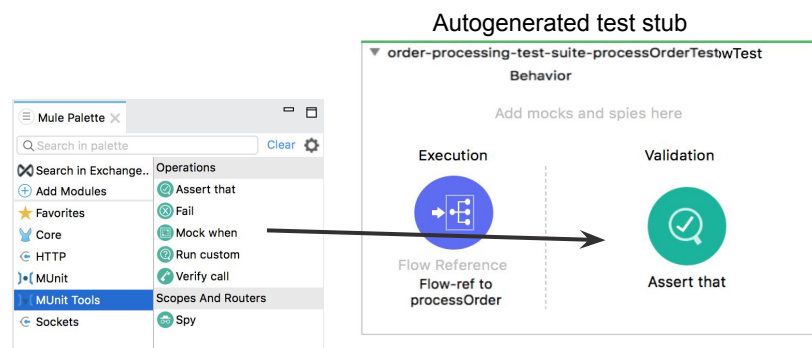 Autogenerated test stub
order-processing-test-suite-processOrderTestwTest
Behavior
Add mocks and spies here
Execution
Validation
Flow Reference
Flow-ref to
processOrder
Assert that
Mule Palette
Search in palette
Clear
Search in Exchange..
Add Modules
Favorites
Core
HTTP
MUnit
MUnit Tools
Sockets
Operations
Assert that
Fail
Mock when
Run custom
Verify call
Scopes And Routers
Spy